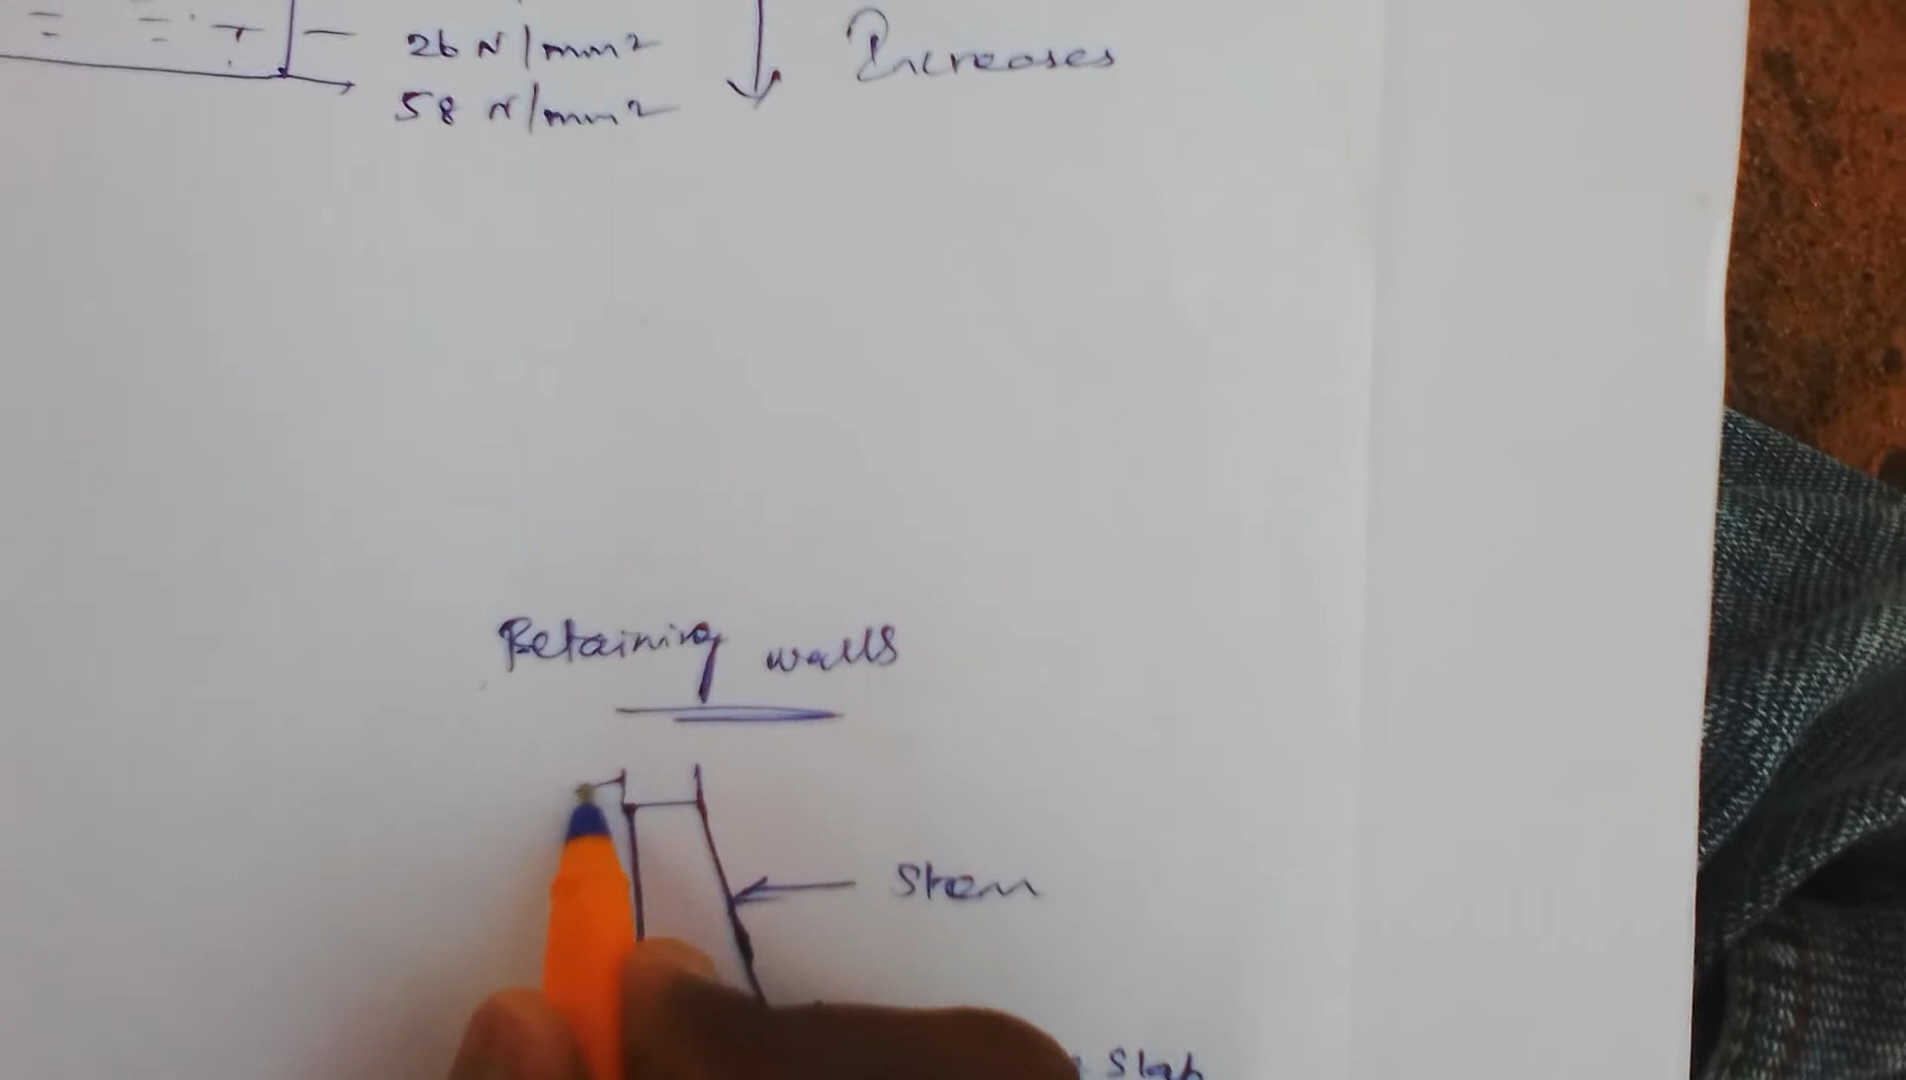 26 N/mm²
58 N/mm²
Increases
Retaining walls
Stem
Slab